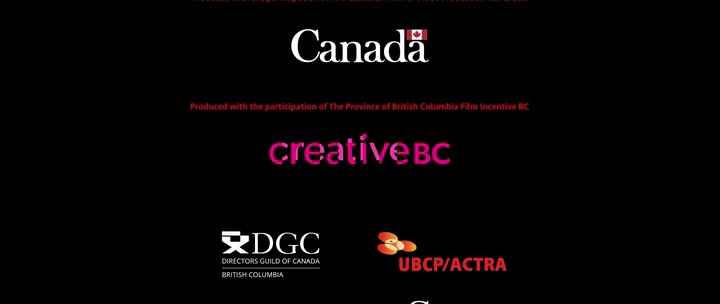 Canada
Produced with the participation of The Province of British Columbia Film Incentive BC
creativeBC
DGC
DIRECTORS GUILD OF CANADA
BRITISH COLUMBIA
UBCP/ACTRA